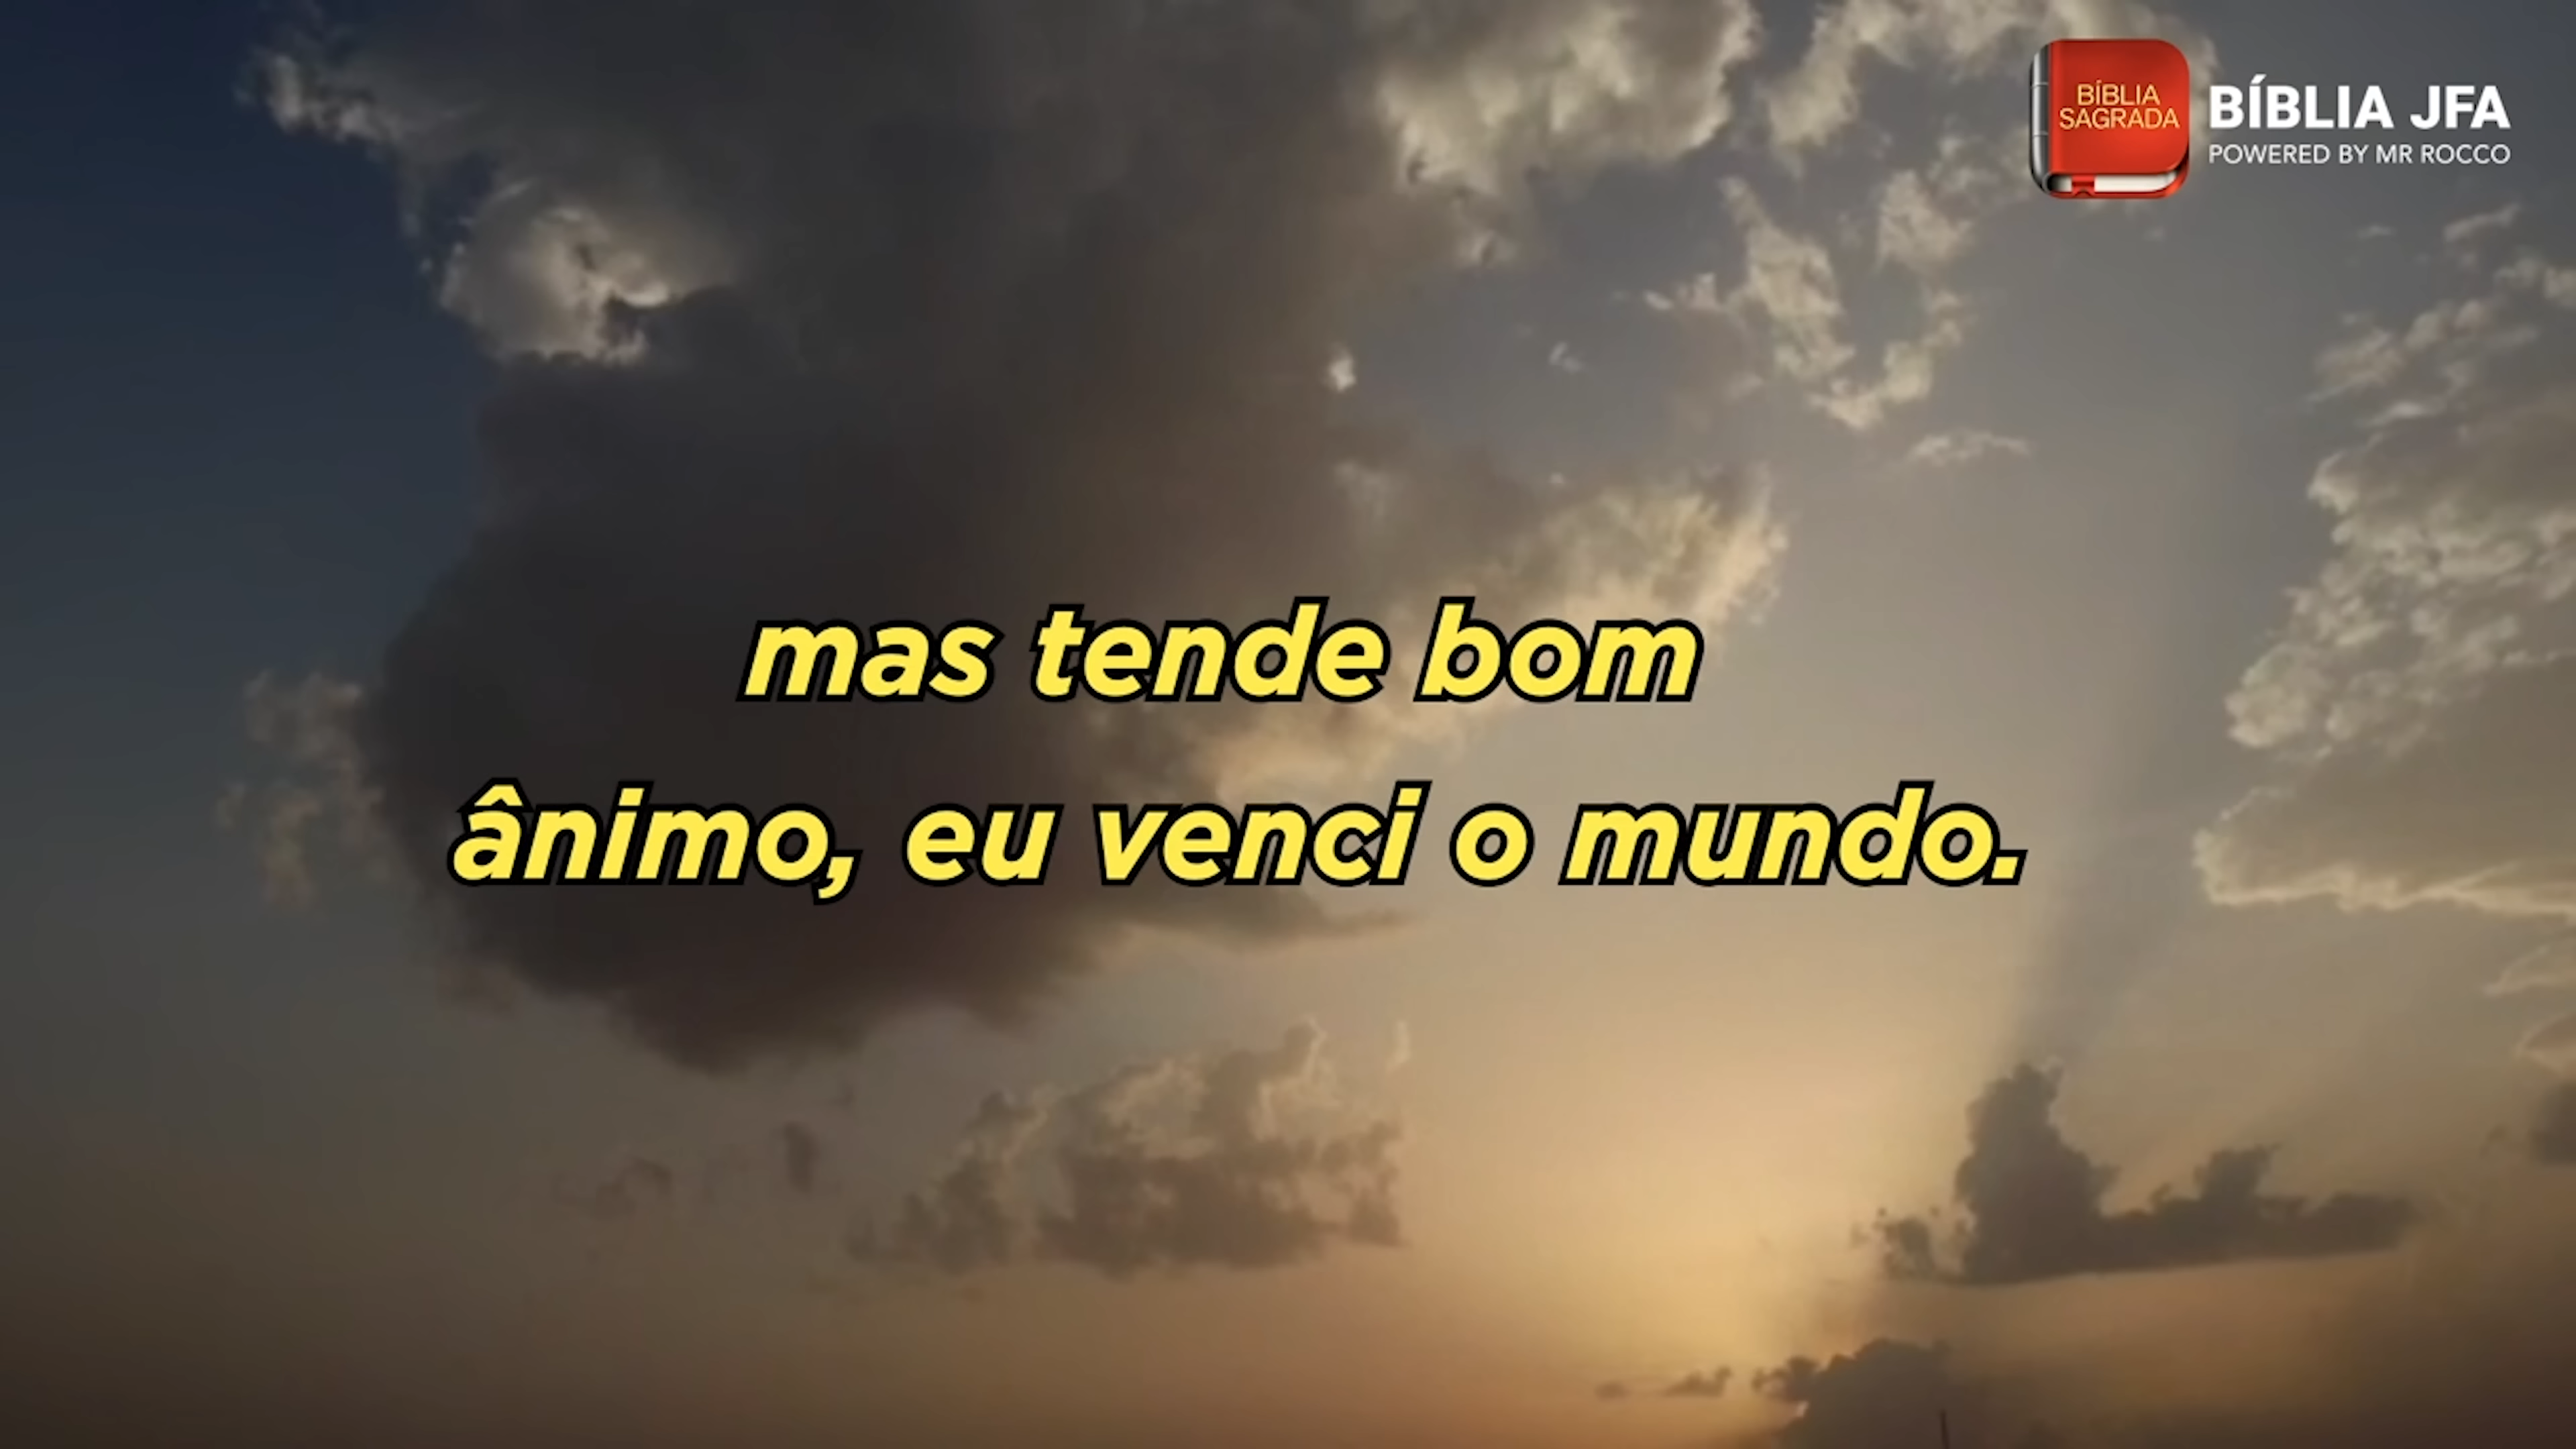 BÍBLIA
SAGRADA
BÍBLIA JFA
POWERED BY MR ROCCO
mas tende bom
ânimo, eu venci o mundo.